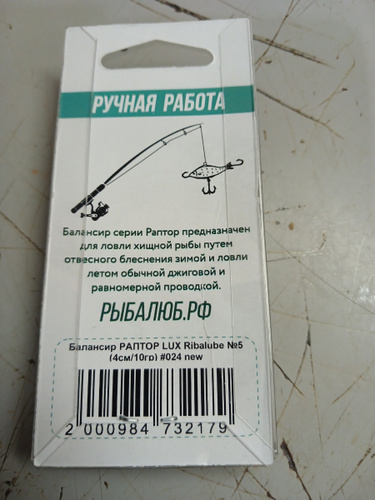 РУЧНАЯ РАБОТА
Балансир серии Раптор предназначен
для ловли хищной рыбы путем
отвесного блеснения зимой и ловли
летом обычной джиговой и
равномерной проводкой.
РЫБАЛЮБ.РФ
Балансир РАПТОР LUX Ribalube №5
(4см/10гр) #024 new
2 000984 732179